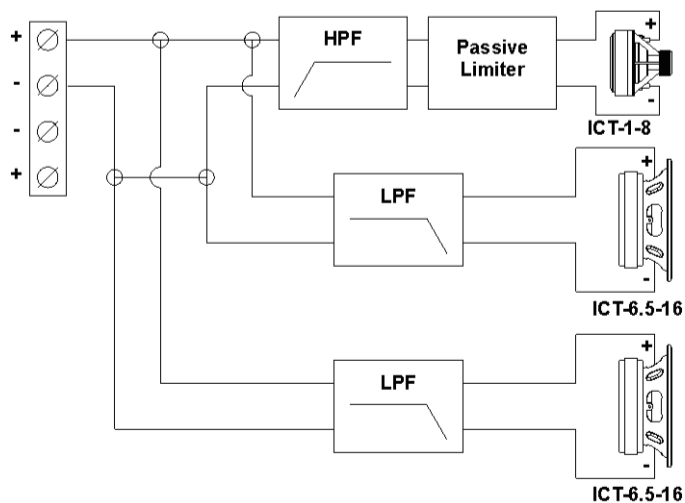 +
-
-
+
HPF
Passive
Limiter
+
-
ICT-1-8
LPF
+
-
ICT-6.5-16
LPF
+
-
ICT-6.5-16